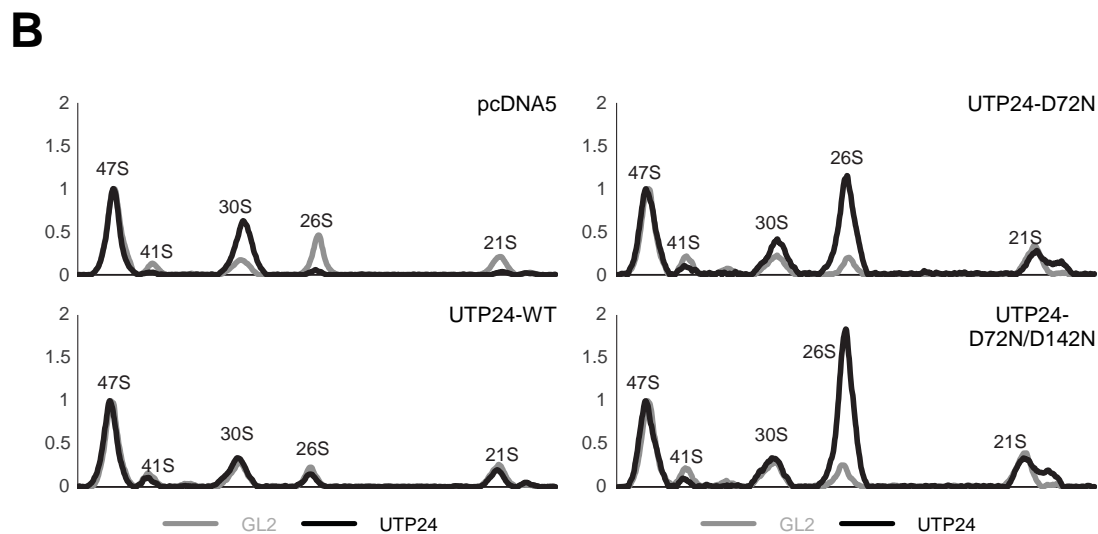 B
2
pcDNA5
1.5
47S
1
30S
26S
0.5
41S
21S
0
2
UTP24-D72N
1.5
26S
47S
1
30S
0.5
41S
21S
0
2
UTP24-WT
1.5
47S
1
30S
0.5
26S
41S
21S
0
2
UTP24-
D72N/D142N
1.5
26S
47S
1
30S
0.5
41S
21S
0
GL2
UTP24
GL2
UTP24